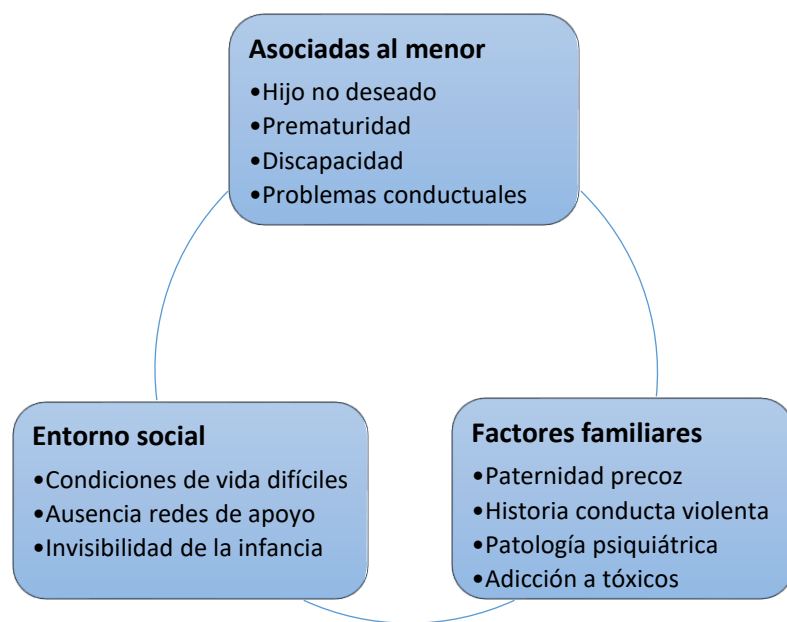 Asociadas al menor
•Hijo no deseado
•Prematuridad
•Discapacidad
•Problemas conductuales
Entorno social
•Condiciones de vida difíciles
•Ausencia redes de apoyo
•Invisibilidad de la infancia
Factores familiares
•Paternidad precoz
•Historia conducta violenta
•Patología psiquiátrica
•Adicción a tóxicos